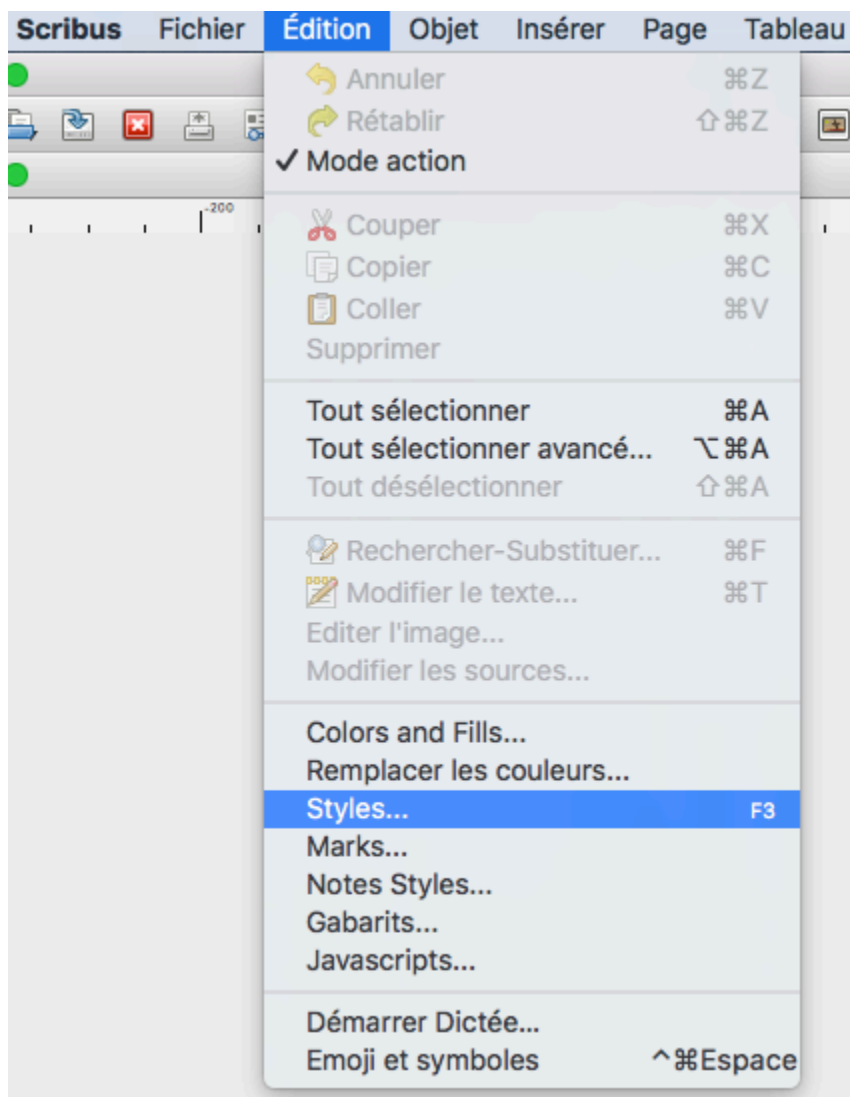 Scribus Fichier Édition Objet Insérer Page Tableau
Annuler ⌘Z
Rétablir ⇧⌘Z
✓ Mode action
-200
Couper ⌘X
Copier ⌘C
Coller ⌘V
Supprimer
Tout sélectionner ⌘A
Tout sélectionner avancé... ⌥⌘A
Tout désélectionner ⇧⌘A
Rechercher-Substituer... ⌘F
Modifier le texte... ⌘T
Editer l'image...
Modifier les sources...
Colors and Fills...
Remplacer les couleurs...
Styles... F3
Marks...
Notes Styles...
Gabarits...
Javascripts...
Démarrer Dictée...
Emoji et symboles ^⌘Espace